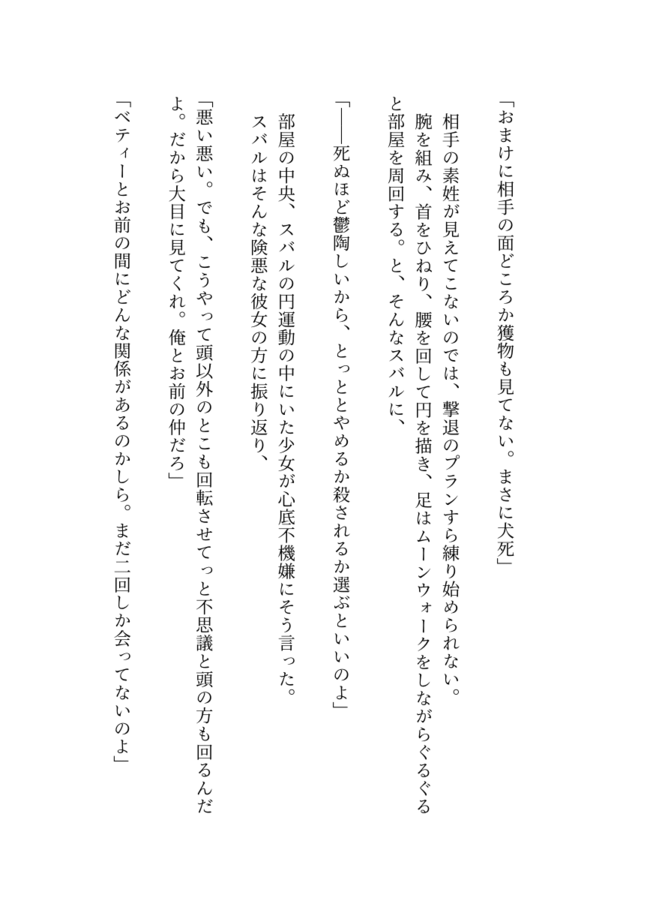 「おまけに相手の面どころか獲物も見てない。まさに犬死」
相手の素姓が見えてこないのでは、撃退のプランすら練り始められない。
腕を組み、首をひねり、腰を回して円を描き、足はムーンウォークをしながらぐるぐる
と部屋を周回する。と、そんなスバルに、
「――死ぬほど鬱陶しいから、とっととやめるか殺されるか選ぶといいのよ」
部屋の中央、スバルの円運動の中にいた少女が心底不機嫌にそう言った。
スバルはそんな険悪な彼女の方に振り返り、
「悪い悪い。でも、こうやって頭以外のとこも回転させてっと不思議と頭の方も回るんだ
よ。だから大目に見てくれ。俺とお前の仲だろ」
「ベティーとお前の間にどんな関係があるのかしら。まだ二回しか会ってないのよ」